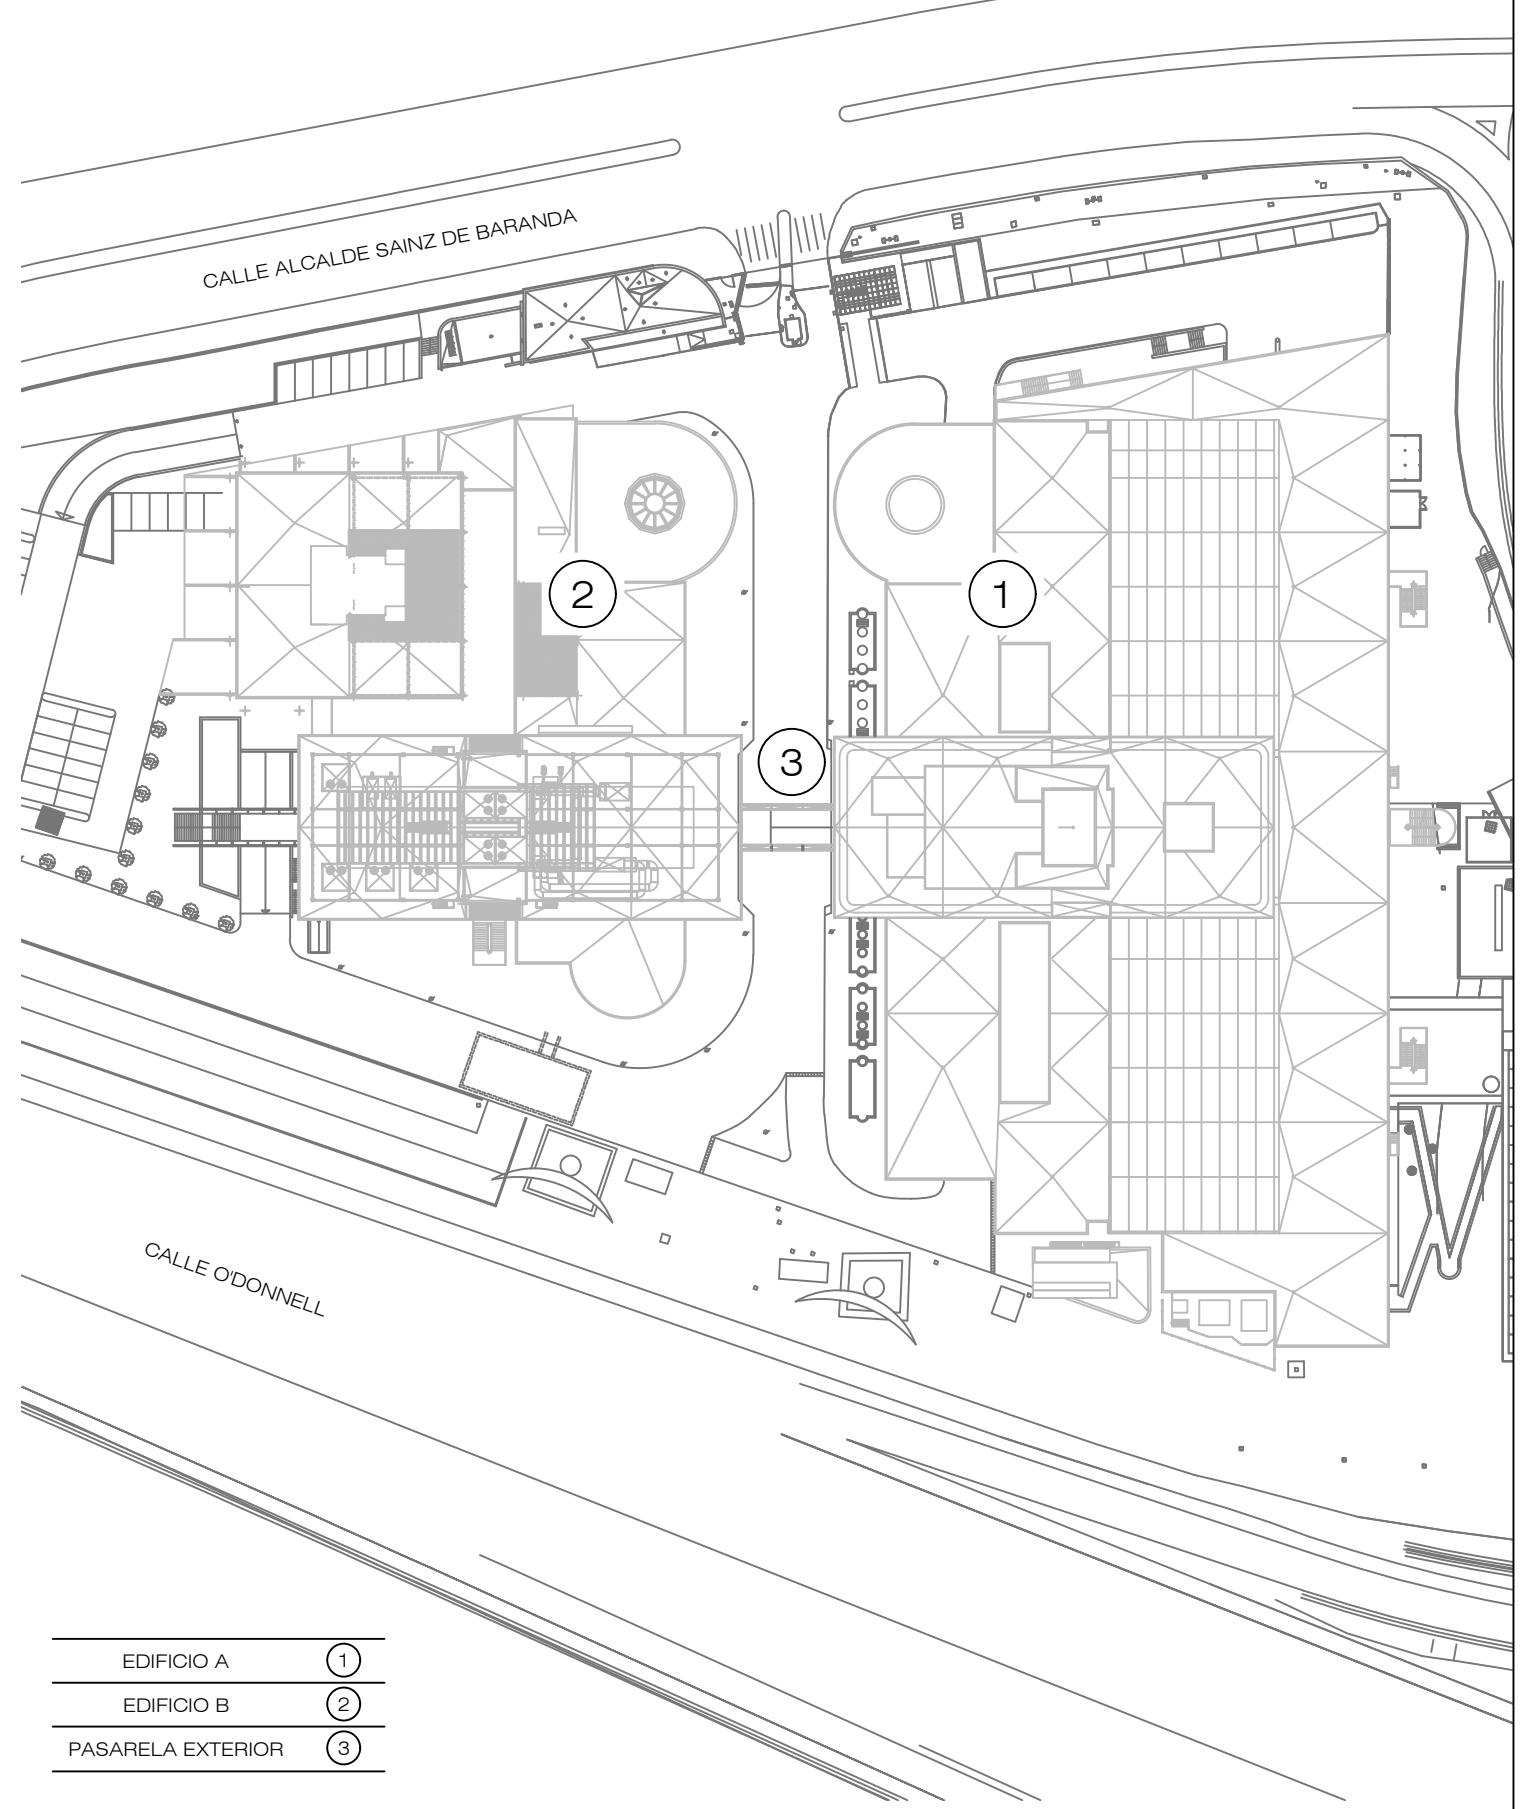 CALLE ALCALDE SAINZ DE BARANDA
2
1
3
CALLE O'DONNELL
EDIFICIO A 1
EDIFICIO B 2
PASARELA EXTERIOR 3